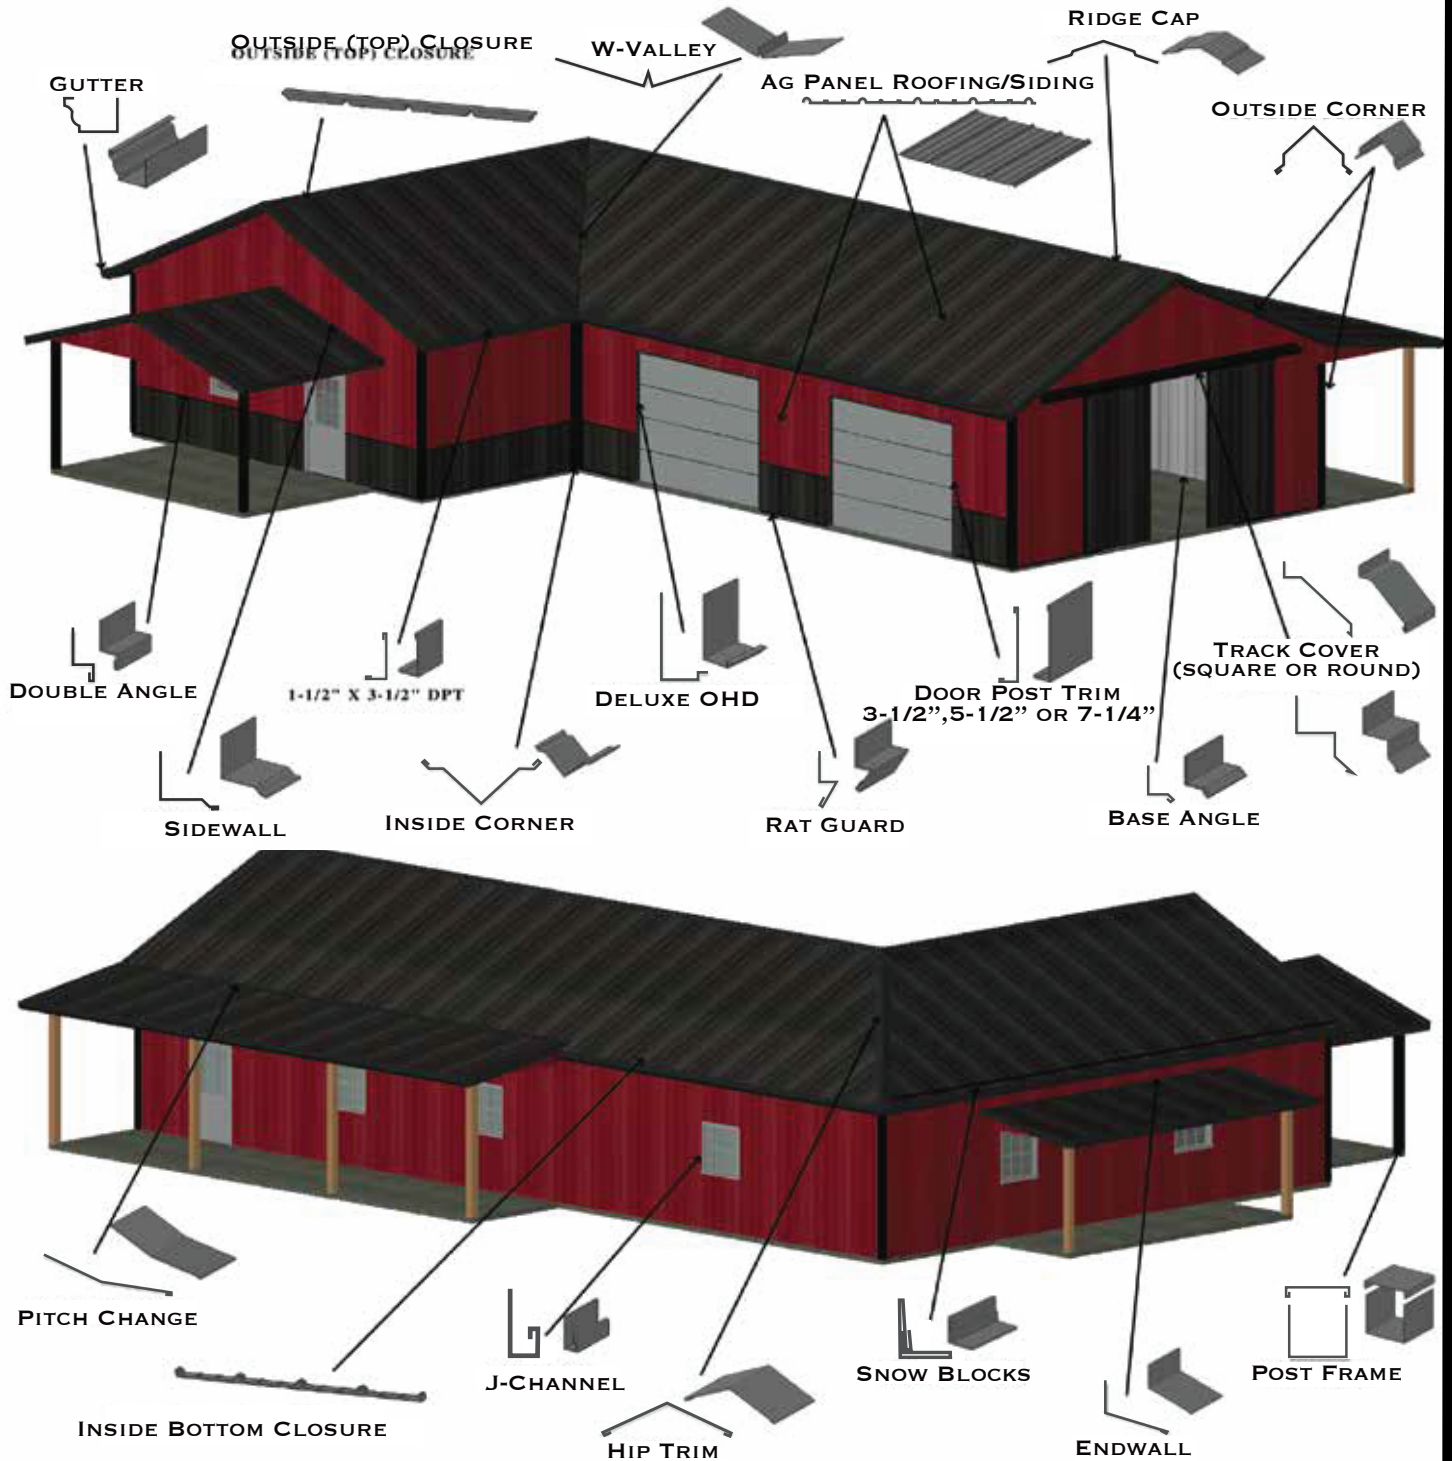 RIDGE CAP
OUTSIDE (TOP) CLOSURE
OUTSIDE (TOP) CLOSURE
W-VALLEY
GUTTER
AG PANEL ROOFING/SIDING
OUTSIDE CORNER
DOUBLE ANGLE
1-1/2" X 3-1/2" DPT
DELUXE OHD
DOOR POST TRIM
3-1/2",5-1/2" OR 7-1/4"
TRACK COVER
(SQUARE OR ROUND)
SIDEWALL
INSIDE CORNER
RAT GUARD
BASE ANGLE
PITCH CHANGE
J-CHANNEL
SNOW BLOCKS
POST FRAME
INSIDE BOTTOM CLOSURE
HIP TRIM
ENDWALL